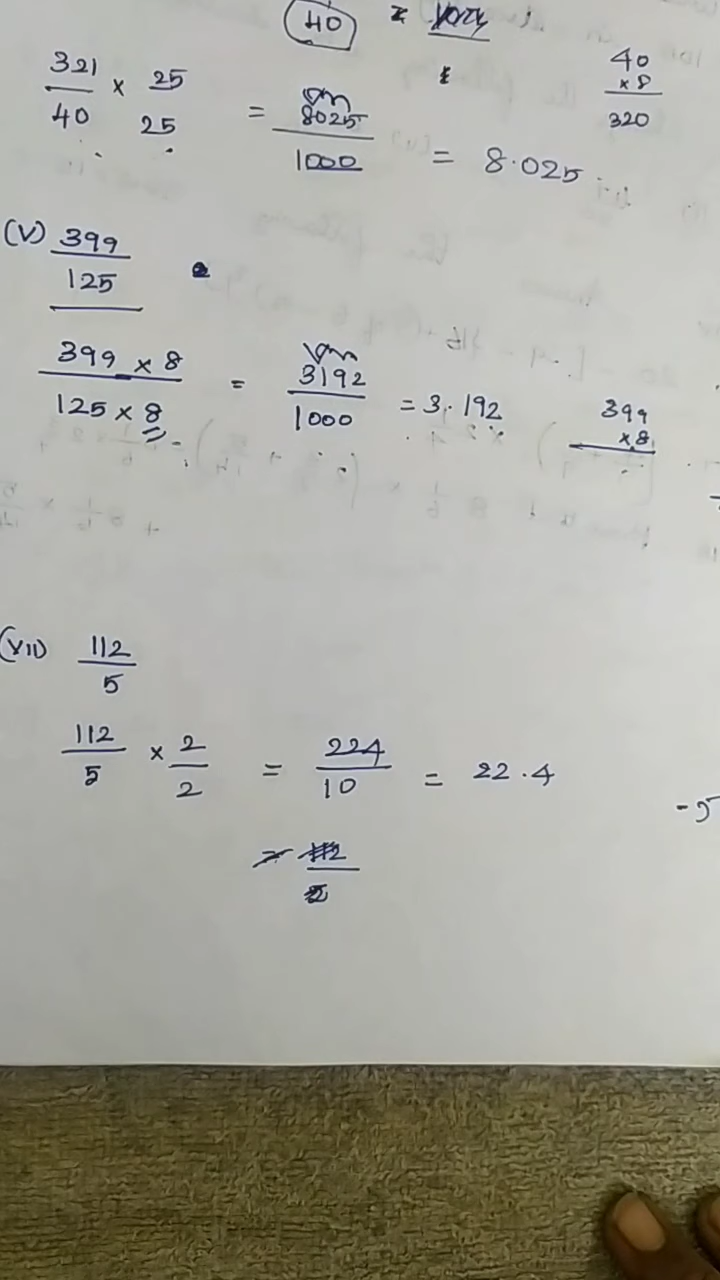 40
40
× 8
320
321/40 × 25/25 = 8025/1000 = 8.025
(V) 399/125
399 × 8/125 × 8 = 3192/1000 = 3.192
399
×8
(VII) 112/5
112/5 × 2/2 = 224/10 = 22.4